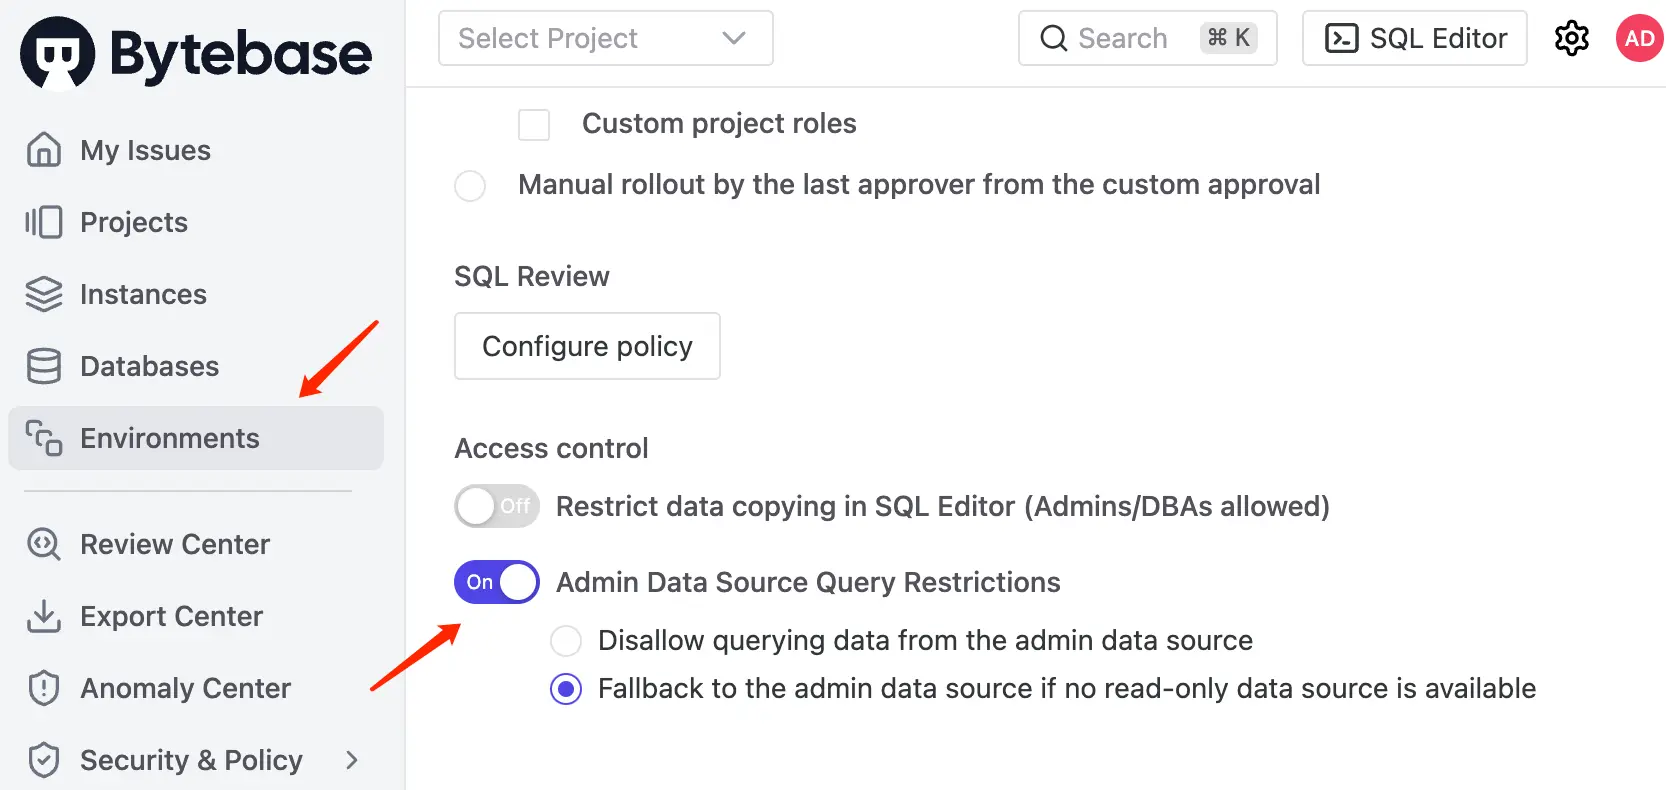 Bytebase
Select Project
Search
⌘ K
SQL Editor
AD
My Issues
Projects
Instances
Databases
Environments
Review Center
Export Center
Anomaly Center
Security & Policy
Custom project roles
Manual rollout by the last approver from the custom approval
SQL Review
Configure policy
Access control
Off
Restrict data copying in SQL Editor (Admins/DBAs allowed)
On
Admin Data Source Query Restrictions
Disallow querying data from the admin data source
Fallback to the admin data source if no read-only data source is available